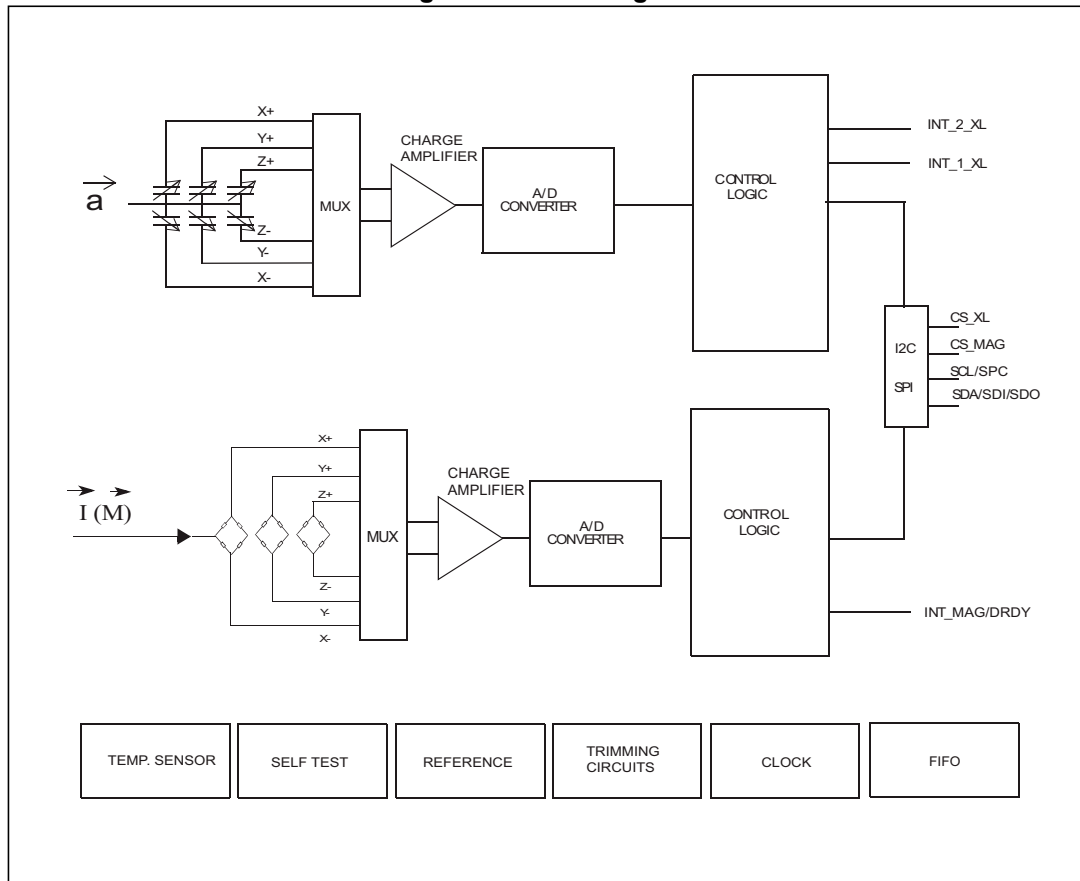 X+
Y+
Z+
a
Z-
Y-
X-
MUX
CHARGE
AMPLIFIER
A/D
CONVERTER
CONTROL
LOGIC
INT_2_XL
INT_1_XL
I2C
SPI
CS_XL
CS_MAG
SCL/SPC
SDA/SDI/SDO
X+
Y+
Z+
I (M)
Z-
Y-
X-
MUX
CHARGE
AMPLIFIER
A/D
CONVERTER
CONTROL
LOGIC
INT_MAG/DRDY
TEMP. SENSOR
SELF TEST
REFERENCE
TRIMMING
CIRCUITS
CLOCK
FIFO